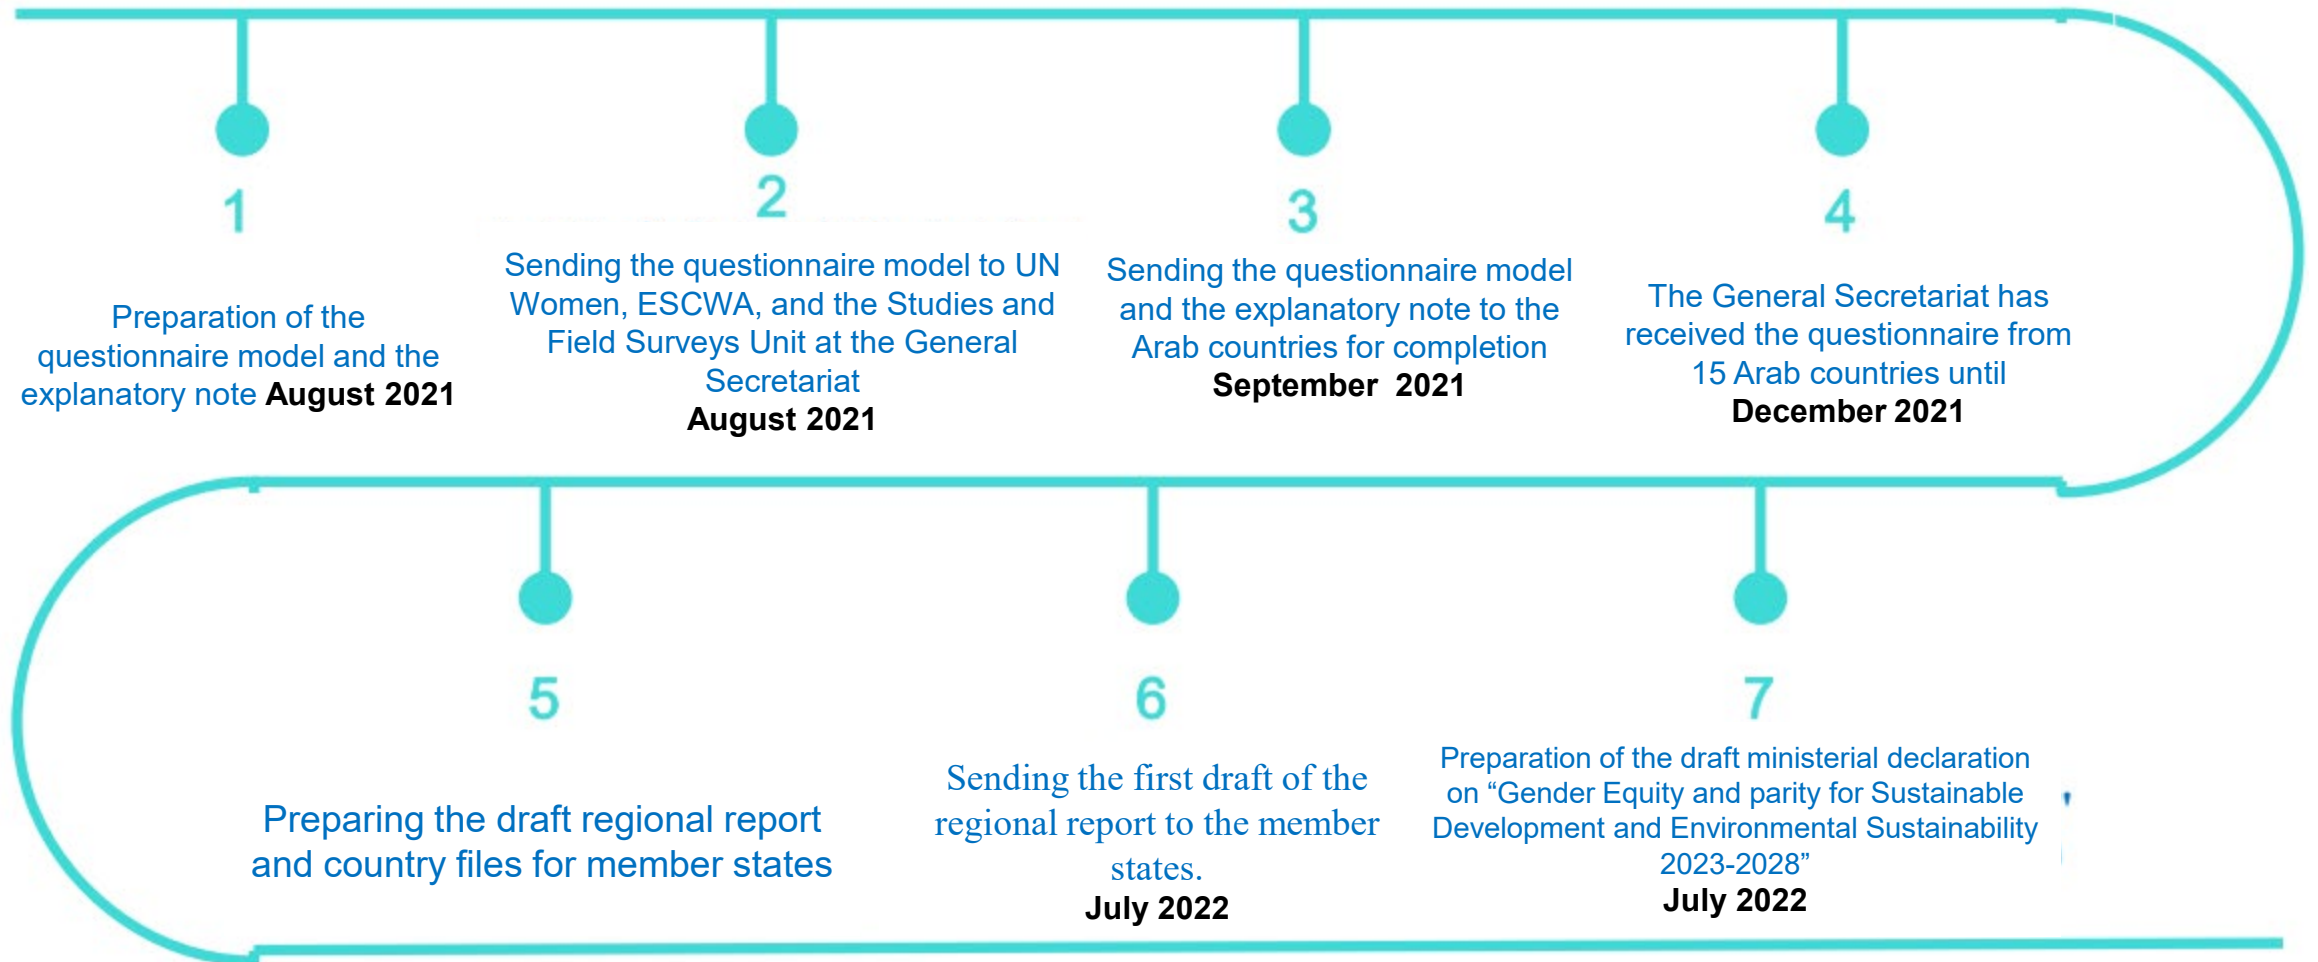 1
Preparation of the
questionnaire model and the
explanatory note August 2021
2
Sending the questionnaire model to UN
Women, ESCWA, and the Studies and
Field Surveys Unit at the General
Secretariat
August 2021
3
Sending the questionnaire model
and the explanatory note to the
Arab countries for completion
September 2021
4
The General Secretariat has
received the questionnaire from
15 Arab countries until
December 2021
5
Preparing the draft regional report
and country files for member states
6
Sending the first draft of the
regional report to the member
states.
July 2022
7
Preparation of the draft ministerial declaration
on “Gender Equity and parity for Sustainable
Development and Environmental Sustainability
2023-2028”
July 2022